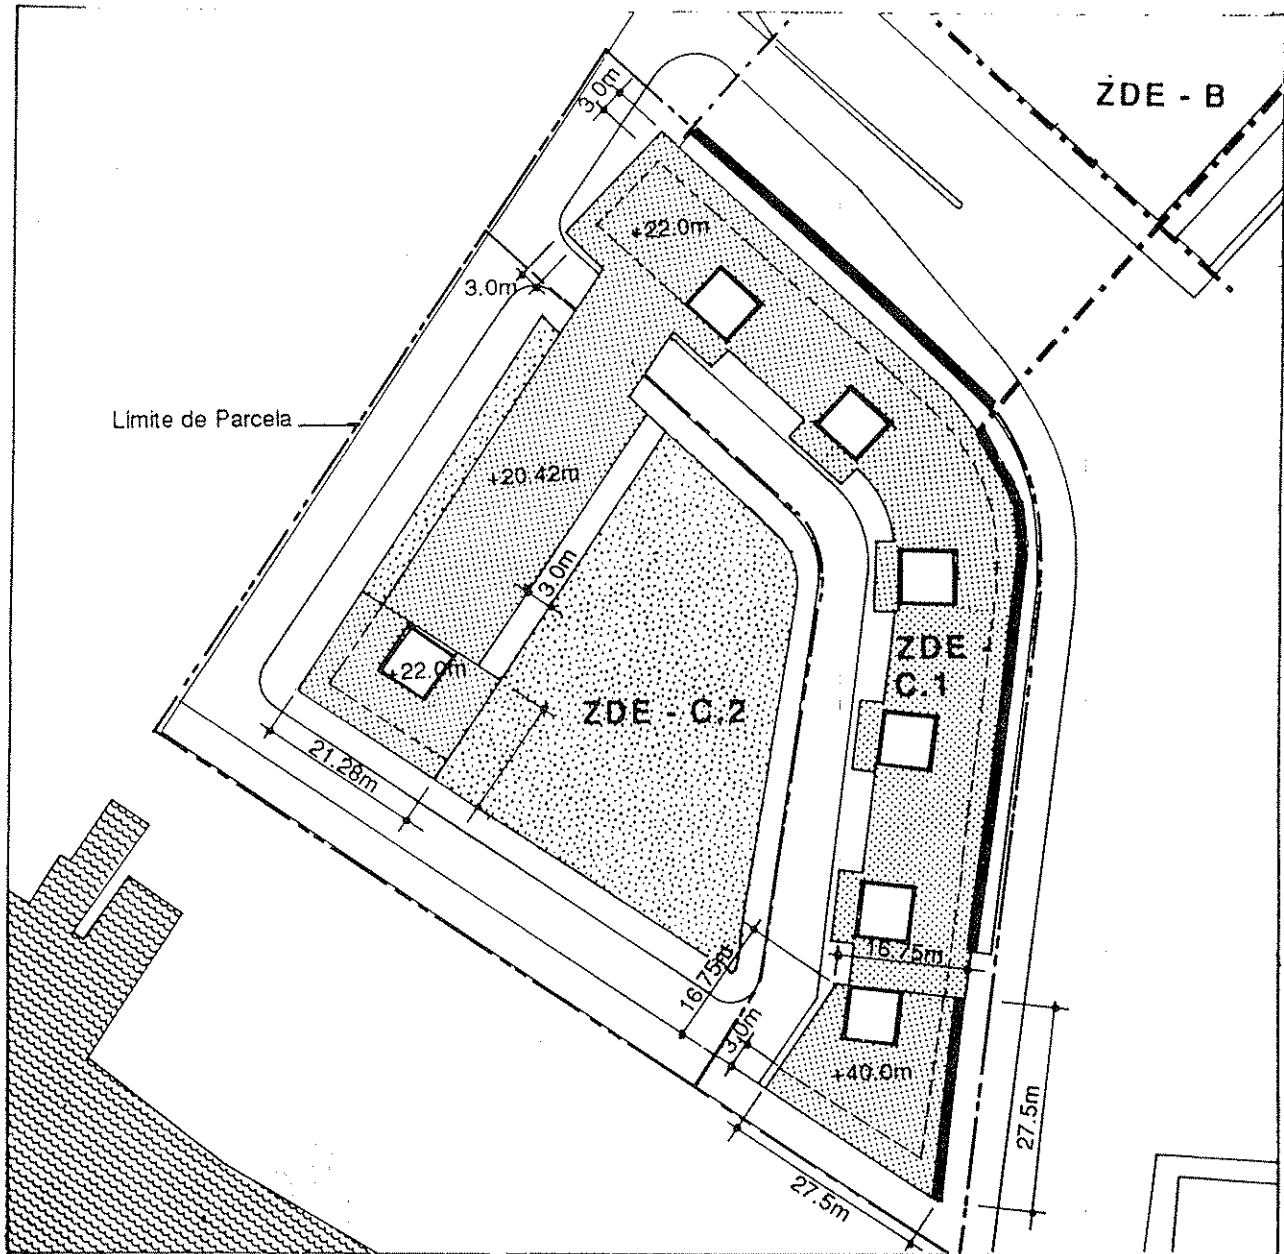 ZDE - B
3.0m
+22.0m
3.0m
Límite de Parcela
+20.42m
3.0m
ZDE -
C.1
+22.0m
ZDE - C.2
21.28m
16.75m
16.75m
3.0m
+40.0m
27.5m
27.5m